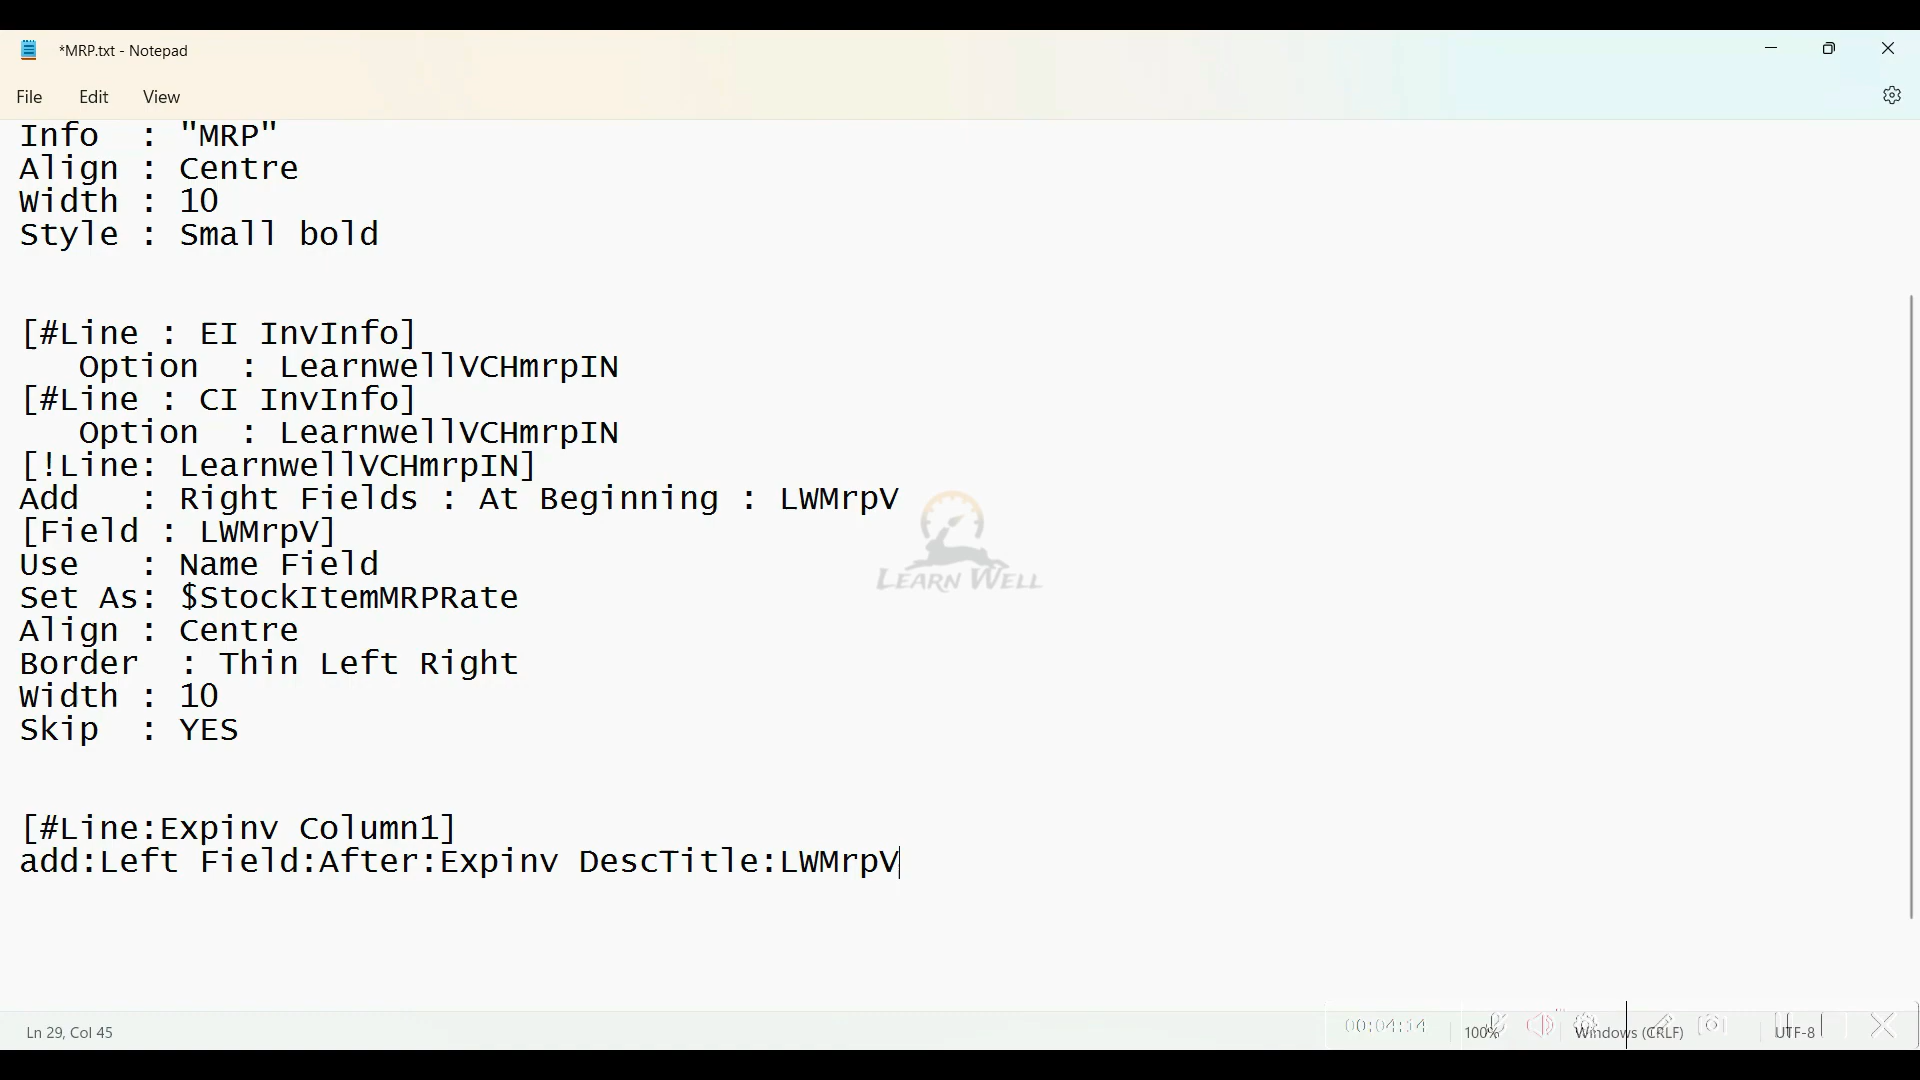 *MRP.txt - Notepad
File Edit View
Info : "MRP"
Align : Centre
Width : 10
Style : Small bold
[#Line : EI InvInfo]
Option : LearnwellVCHmrpIN
[#Line : CI InvInfo]
Option : LearnwellVCHmrpIN
[!Line: LearnwellVCHmrpIN]
Add : Right Fields : At Beginning : LWMrpV
[Field : LWMrpV]
Use : Name Field
Set As: $StockItemMRPRate
Align : Centre
Border : Thin Left Right
Width : 10
Skip : YES
LEARN WELL
[#Line:Expinv Column1]
add:Left Field:After:Expinv DescTitle:LWMrpV
Ln 29, Col 45
00:04:14
100%
Windows (CRLF)
UTF-8